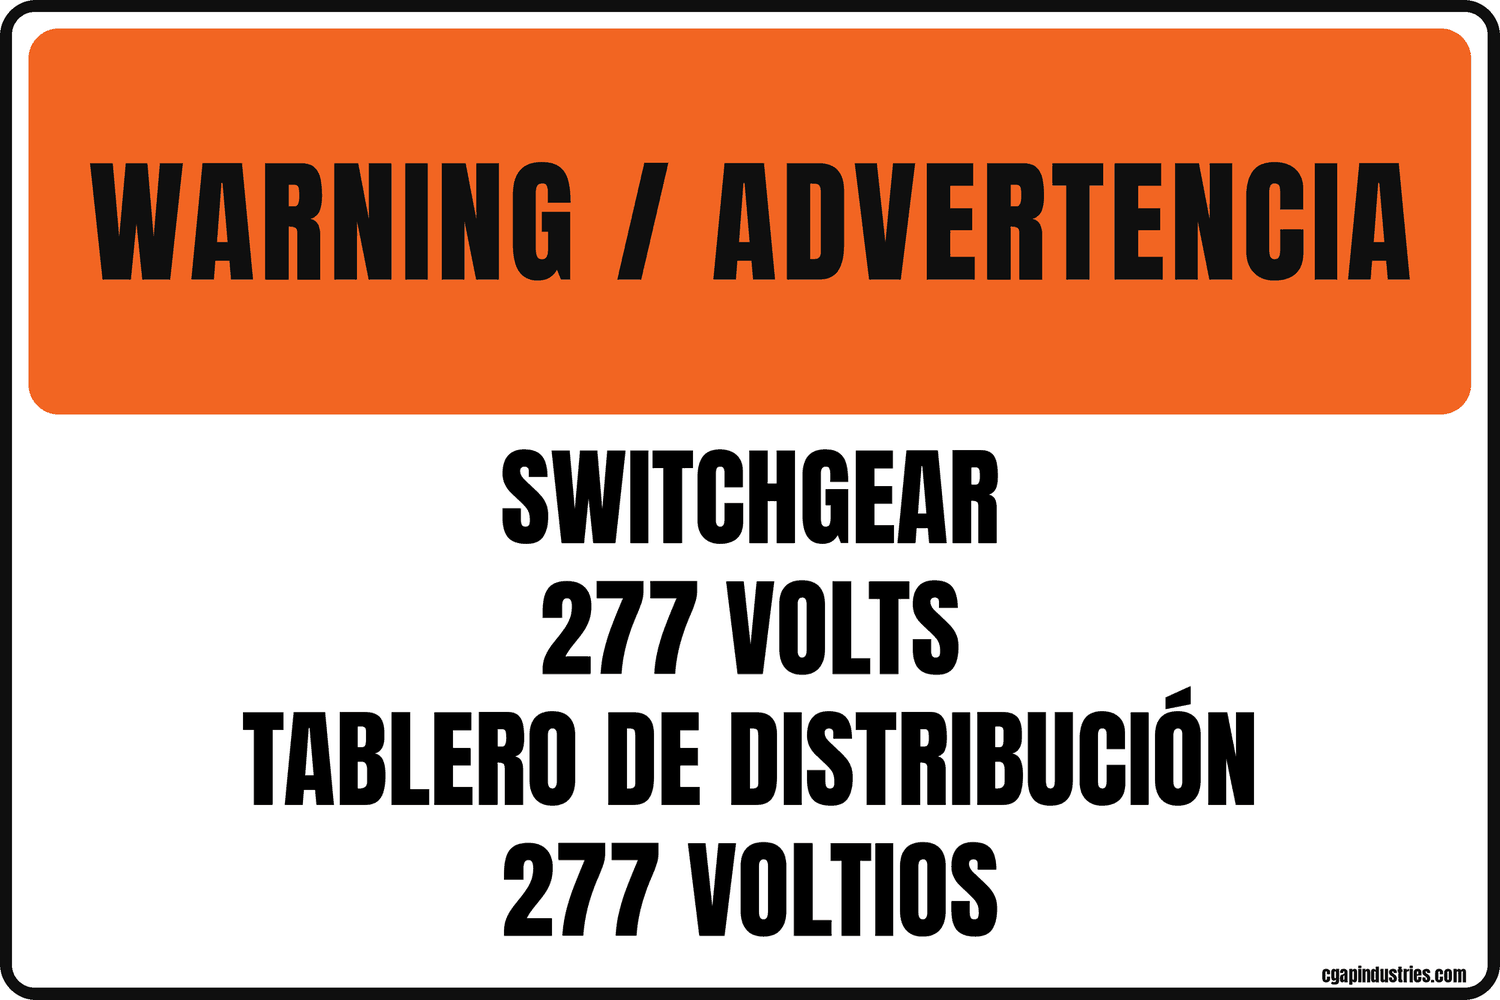 WARNING / ADVERTENCIA
SWITCHGEAR
277 VOLTS
TABLERO DE DISTRIBUCIÓN
277 VOLTIOS
cgapindustries.com